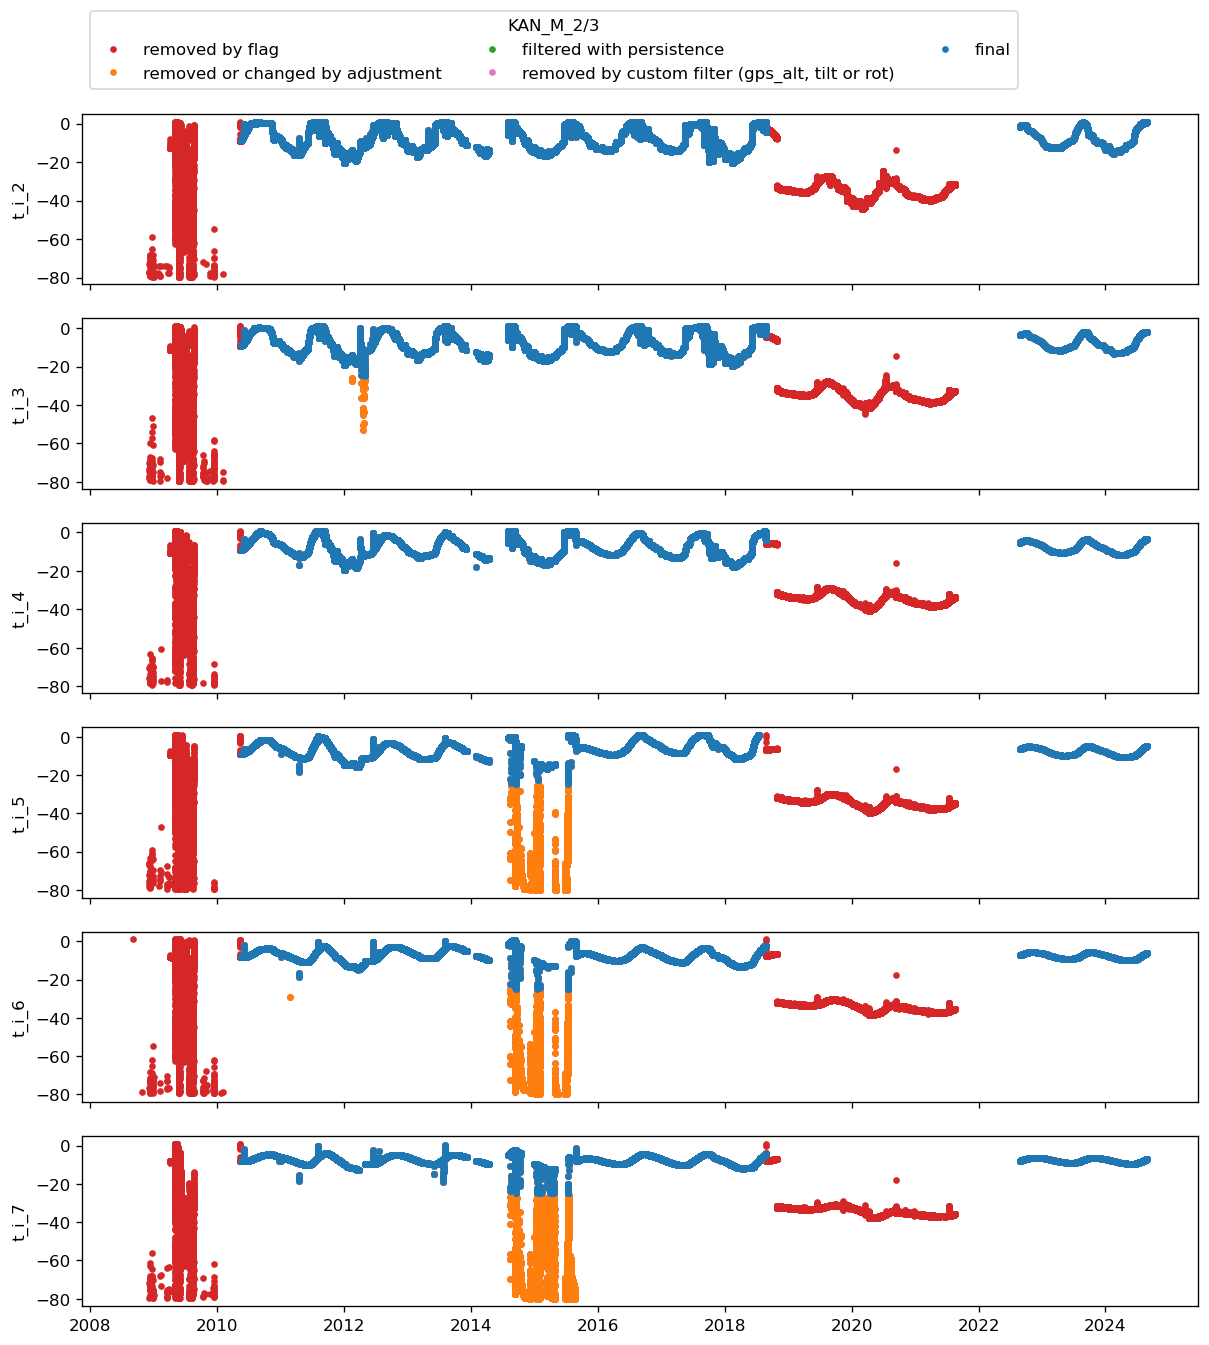 KAN_M_2/3
removed by flag
removed or changed by adjustment
filtered with persistence
removed by custom filter (gps_alt, tilt or rot)
final
t_i_2
0
−20
−40
−60
−80
t_i_3
0
−20
−40
−60
−80
t_i_4
0
−20
−40
−60
−80
t_i_5
0
−20
−40
−60
−80
t_i_6
0
−20
−40
−60
−80
t_i_7
0
−20
−40
−60
−80
2008 2010 2012 2014 2016 2018 2020 2022 2024